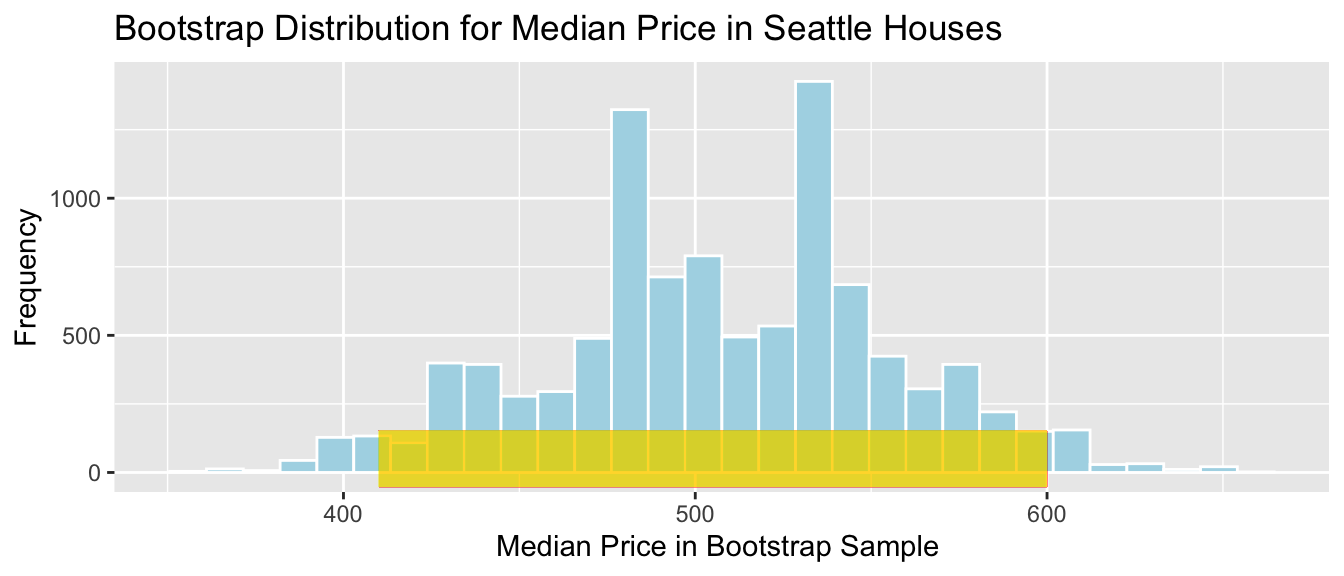 Bootstrap Distribution for Median Price in Seattle Houses
Frequency
1000
500
0
400 500 600
Median Price in Bootstrap Sample